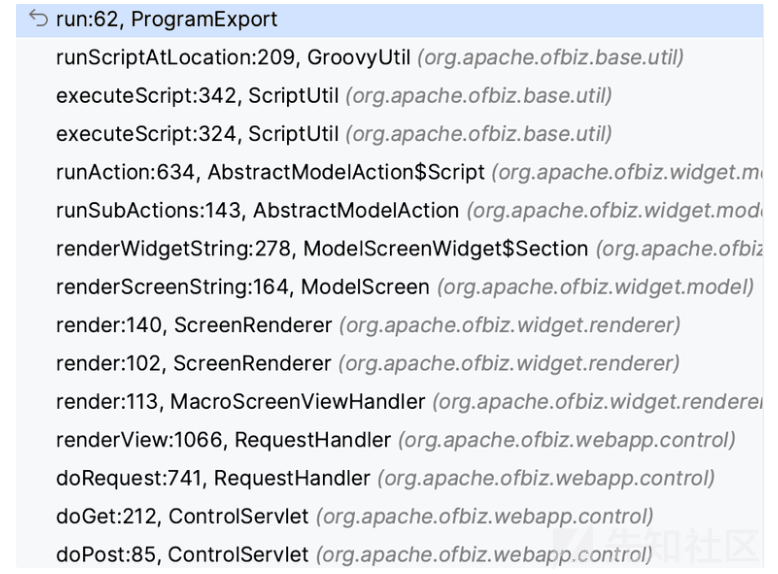 run:62, ProgramExport
runScriptAtLocation:209, GroovyUtil (org.apache.ofbiz.base.util)
executeScript:342, ScriptUtil (org.apache.ofbiz.base.util)
executeScript:324, ScriptUtil (org.apache.ofbiz.base.util)
runAction:634, AbstractModelAction$Script (org.apache.ofbiz.widget.m
runSubActions:143, AbstractModelAction (org.apache.ofbiz.widget.mod
renderWidgetString:278, ModelScreenWidget$Section (org.apache.ofbiz
renderScreenString:164, ModelScreen (org.apache.ofbiz.widget.model)
render:140, ScreenRenderer (org.apache.ofbiz.widget.renderer)
render:102, ScreenRenderer (org.apache.ofbiz.widget.renderer)
render:113, MacroScreenViewHandler (org.apache.ofbiz.widget.renderer
renderView:1066, RequestHandler (org.apache.ofbiz.webapp.control)
doRequest:741, RequestHandler (org.apache.ofbiz.webapp.control)
doGet:212, ControlServlet (org.apache.ofbiz.webapp.control)
doPost:85, ControlServlet (org.apache.ofbiz.webapp.control)
先知社区